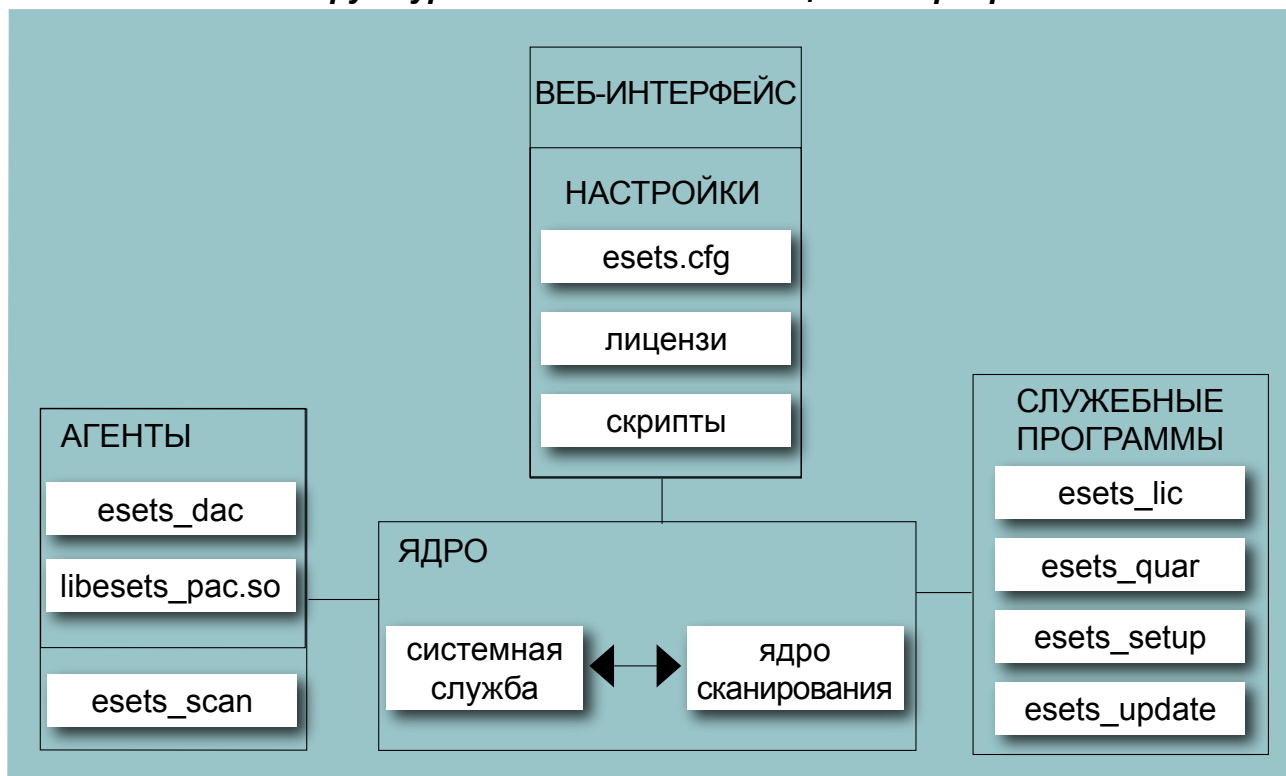 ВЕБ-ИНТЕРФЕЙС
НАСТРОЙКИ
esets.cfg
лицензи
скрипты
АГЕНТЫ
esets_dac
libesets_pac.so
esets_scan
ЯДРО
системная
служба
ядро
сканирования
СЛУЖЕБНЫЕ
ПРОГРАММЫ
esets_lic
esets_quar
esets_setup
esets_update